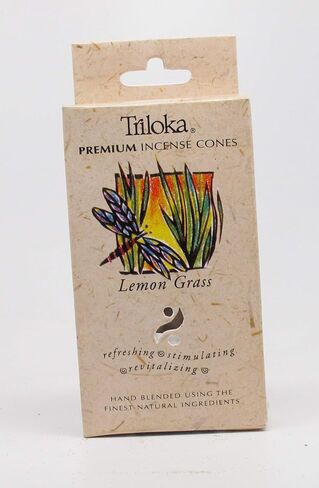 Triloka®
PREMIUM INCENSE CONES
Lemon Grass
refreshing stimulating
revitalizing
HAND BLENDED USING THE
FINEST NATURAL INGREDIENTS